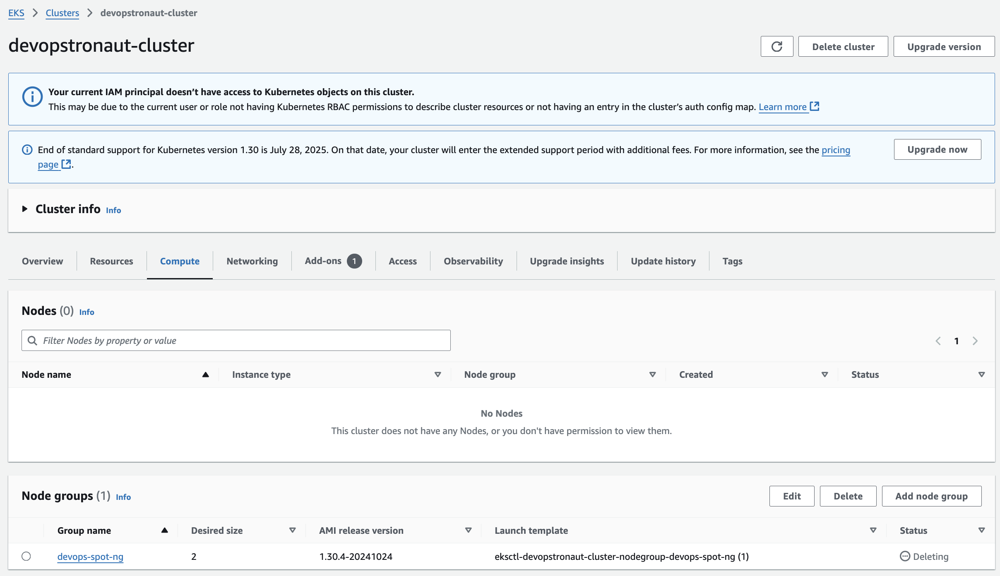 EKS > Clusters > devopstronaut-cluster
devopstronaut-cluster
Delete cluster
Upgrade version
Your current IAM principal doesn’t have access to Kubernetes objects on this cluster.
This may be due to the current user or role not having Kubernetes RBAC permissions to describe cluster resources or not having an entry in the cluster’s auth config map. Learn more
End of standard support for Kubernetes version 1.30 is July 28, 2025. On that date, your cluster will enter the extended support period with additional fees. For more information, see the pricing
page.
Upgrade now
Cluster info Info
Overview Resources Compute Networking Add-ons 1 Access Observability Upgrade insights Update history Tags
Nodes (0) Info
Filter Nodes by property or value
1
Node name Instance type Node group Created Status
No Nodes
This cluster does not have any Nodes, or you don't have permission to view them.
Node groups (1) Info
Edit Delete Add node group
Group name Desired size AMI release version Launch template Status
devops-spot-ng 2 1.30.4-20241024 eksctl-devopstronaut-cluster-nodegroup-devops-spot-ng (1) Deleting